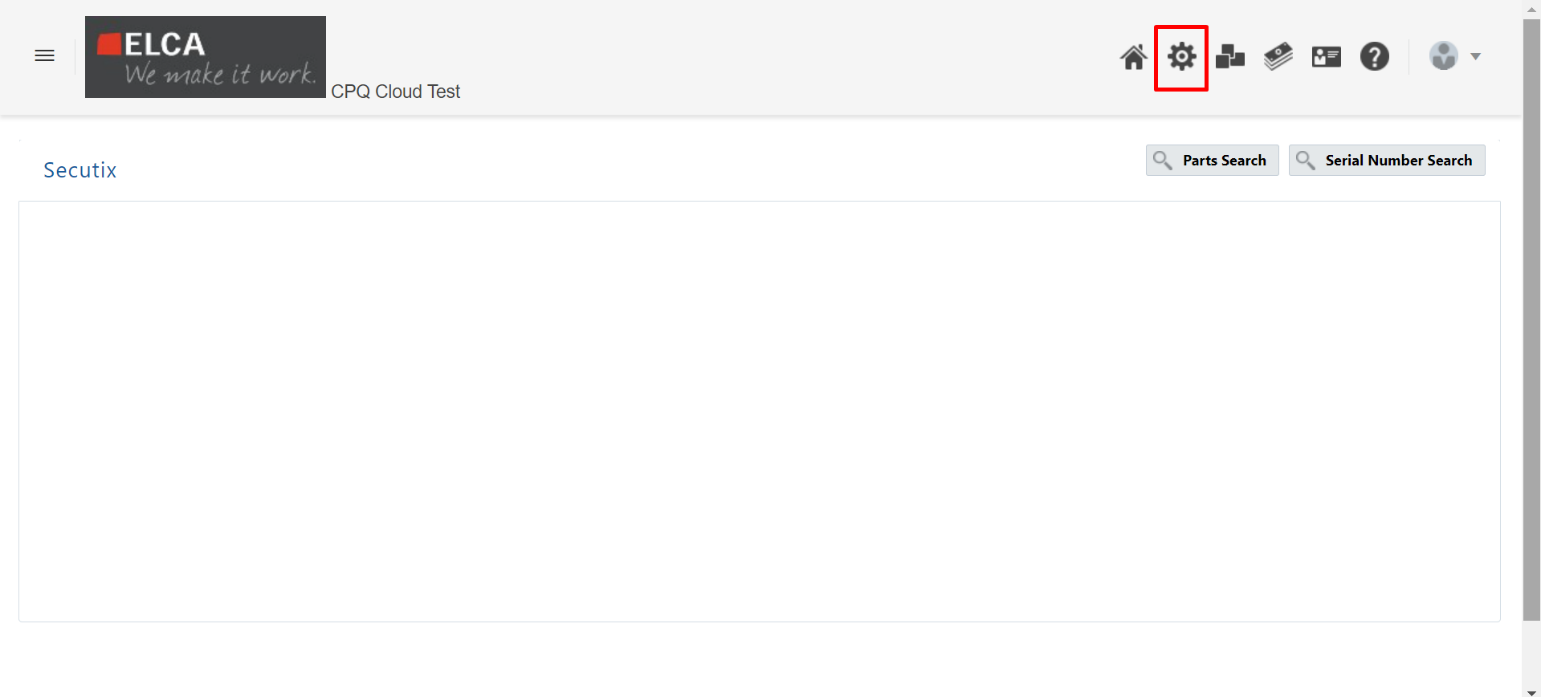 ELCA
We make it work.
CPQ Cloud Test
?
Secutix
Parts Search
Serial Number Search